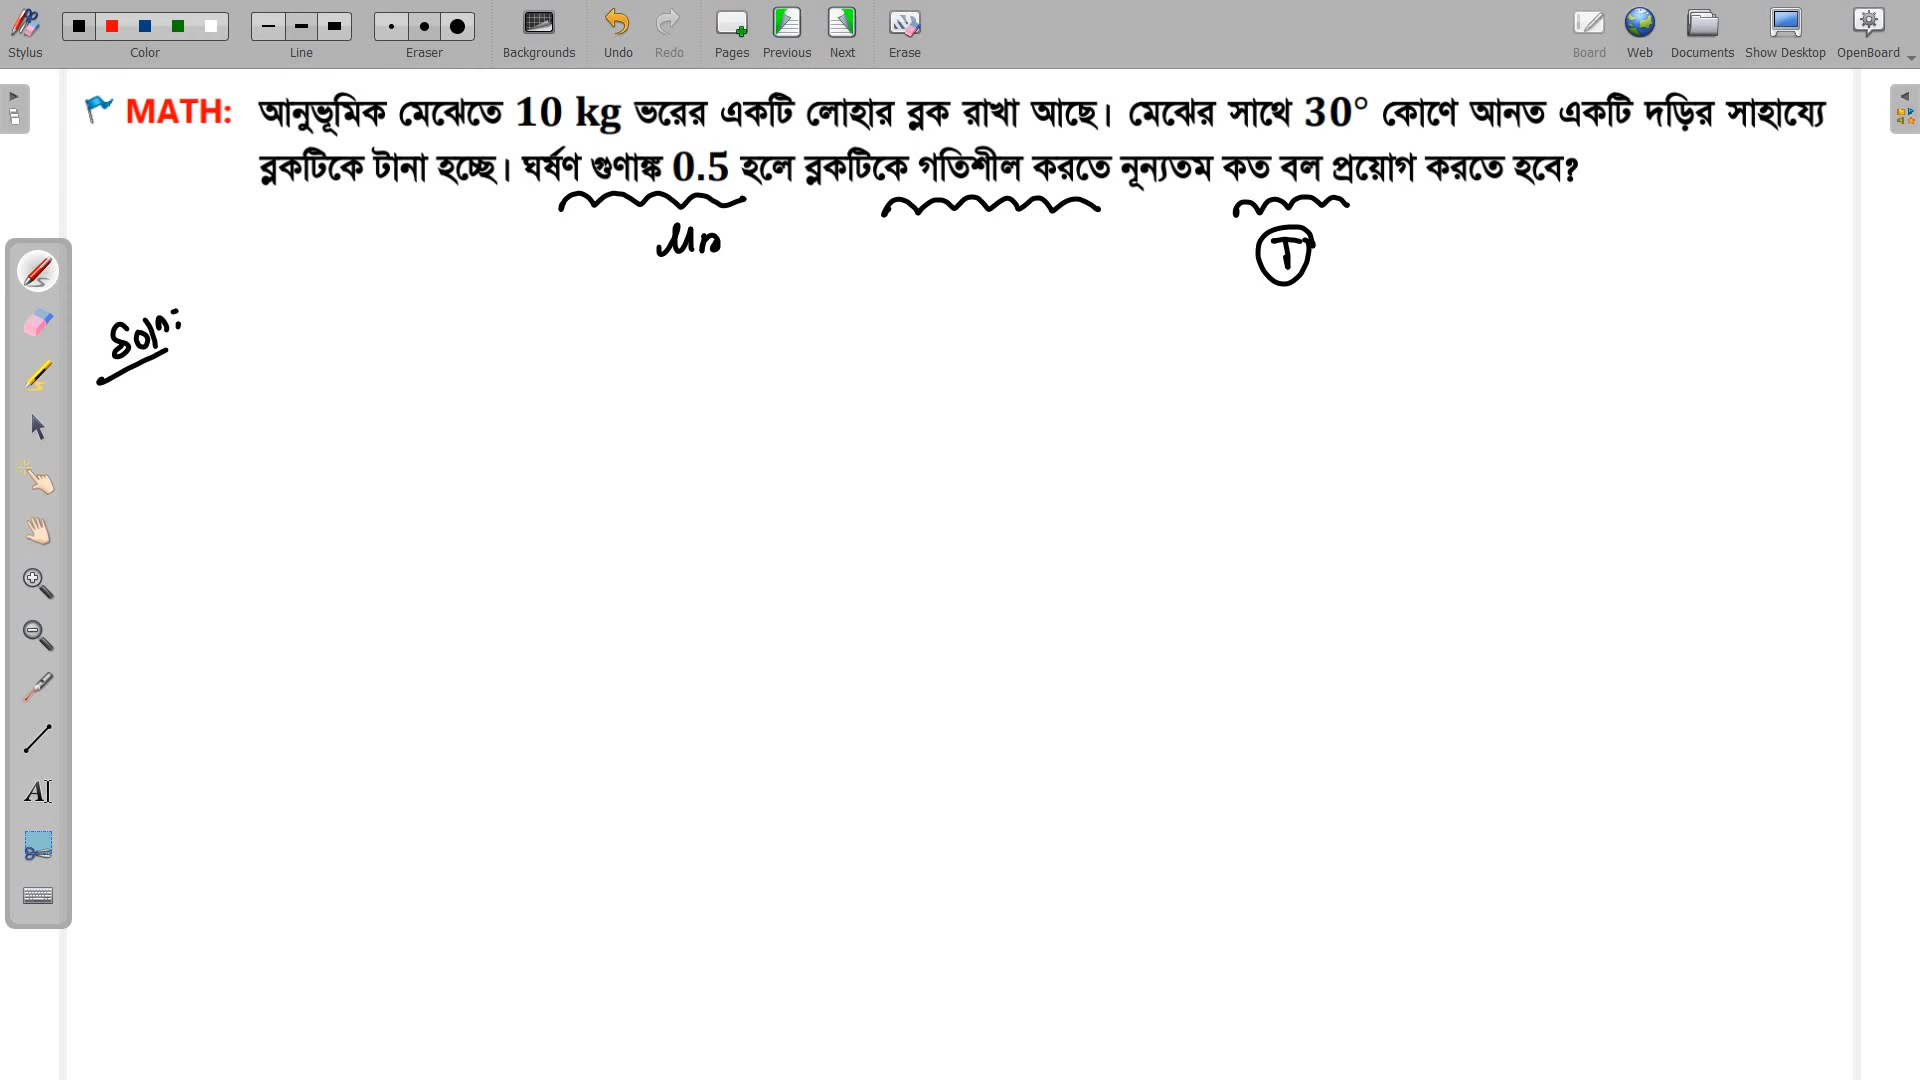 Stylus Color Line Eraser Backgrounds Undo Redo Pages Previous Next Erase Board Web Documents Show Desktop OpenBoard
MATH: আনুভূমিক মেঝেতে 10 kg ভরের একটি লোহার ব্লক রাখা আছে। মেঝের সাথে 30° কোণে আনত একটি দড়ির সাহায্যে
ব্লকটিকে টানা হচ্ছে। ঘর্ষণ গুণাঙ্ক 0.5 হলে ব্লকটিকে গতিশীল করতে নূন্যতম কত বল প্রয়োগ করতে হবে?
T
Soln: